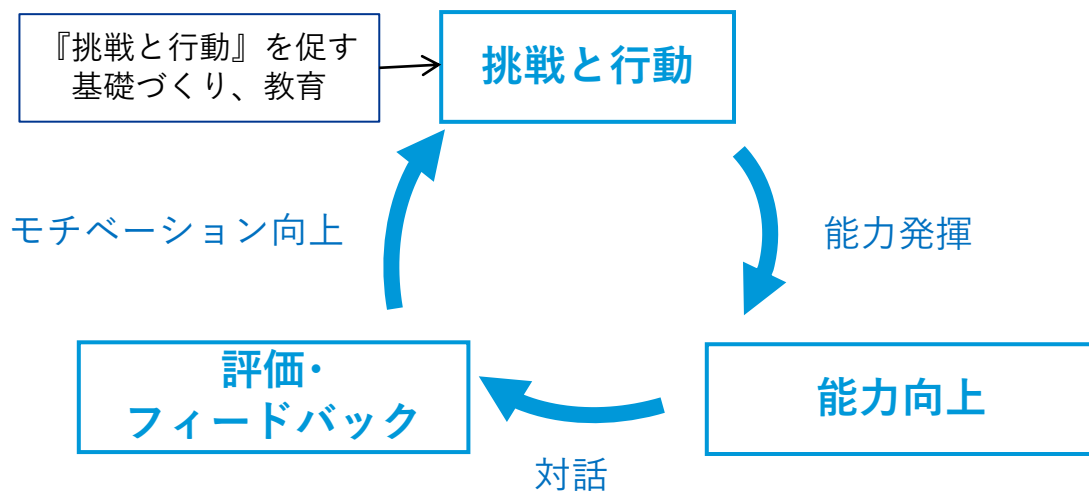 『挑戦と行動』を促す
基礎づくり、教育
挑戦と行動
モチベーション向上
能力発揮
評価・
フィードバック
能力向上
対話